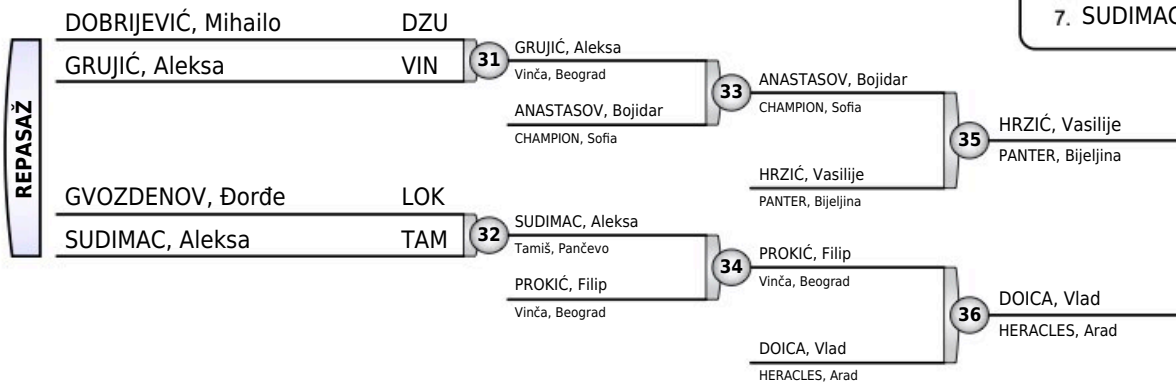 7. SUDIMAC
REPASAŽ
DOBRIJEVIĆ, Mihailo DZU
GRUJIĆ, Aleksa VIN
31
GRUJIĆ, Aleksa
Vinča, Beograd
ANASTASOV, Bojidar
CHAMPION, Sofia
33
ANASTASOV, Bojidar
CHAMPION, Sofia
HRZIĆ, Vasilije
PANTER, Bijeljina
35
HRZIĆ, Vasilije
PANTER, Bijeljina
GVOZDENOV, Đorđe LOK
SUDIMAC, Aleksa TAM
32
SUDIMAC, Aleksa
Tamiš, Pančevo
PROKIĆ, Filip
Vinča, Beograd
34
PROKIĆ, Filip
Vinča, Beograd
DOICA, Vlad
HERACLES, Arad
36
DOICA, Vlad
HERACLES, Arad